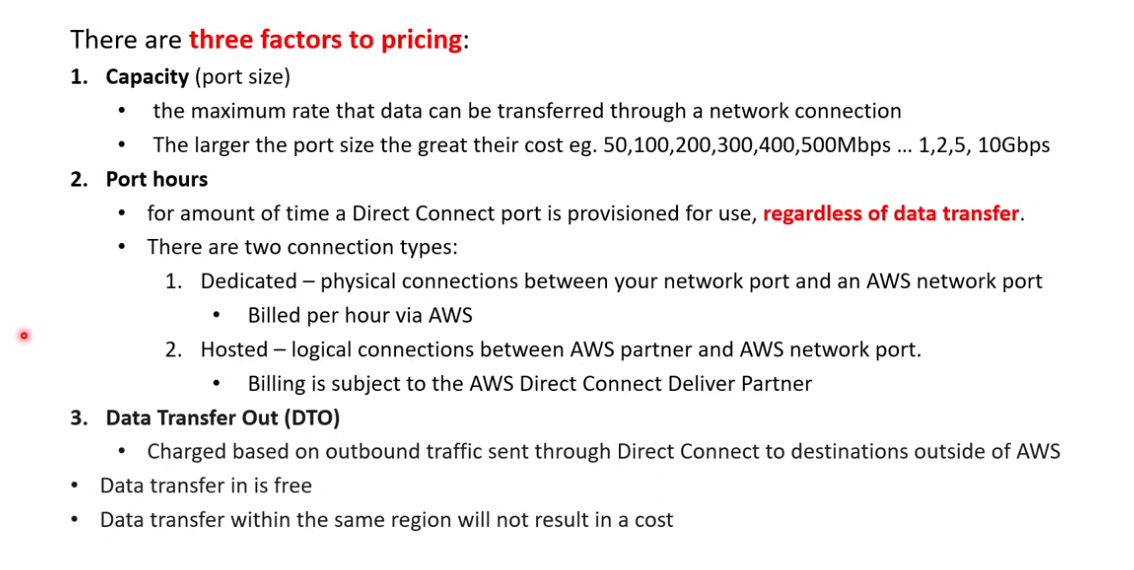 There are three factors to pricing:
1. Capacity (port size)
• the maximum rate that data can be transferred through a network connection
• The larger the port size the great their cost eg. 50,100,200,300,400,500Mbps ... 1,2,5, 10Gbps
2. Port hours
• for amount of time a Direct Connect port is provisioned for use, regardless of data transfer.
• There are two connection types:
1. Dedicated – physical connections between your network port and an AWS network port
• Billed per hour via AWS
2. Hosted – logical connections between AWS partner and AWS network port.
• Billing is subject to the AWS Direct Connect Deliver Partner
3. Data Transfer Out (DTO)
• Charged based on outbound traffic sent through Direct Connect to destinations outside of AWS
• Data transfer in is free
• Data transfer within the same region will not result in a cost